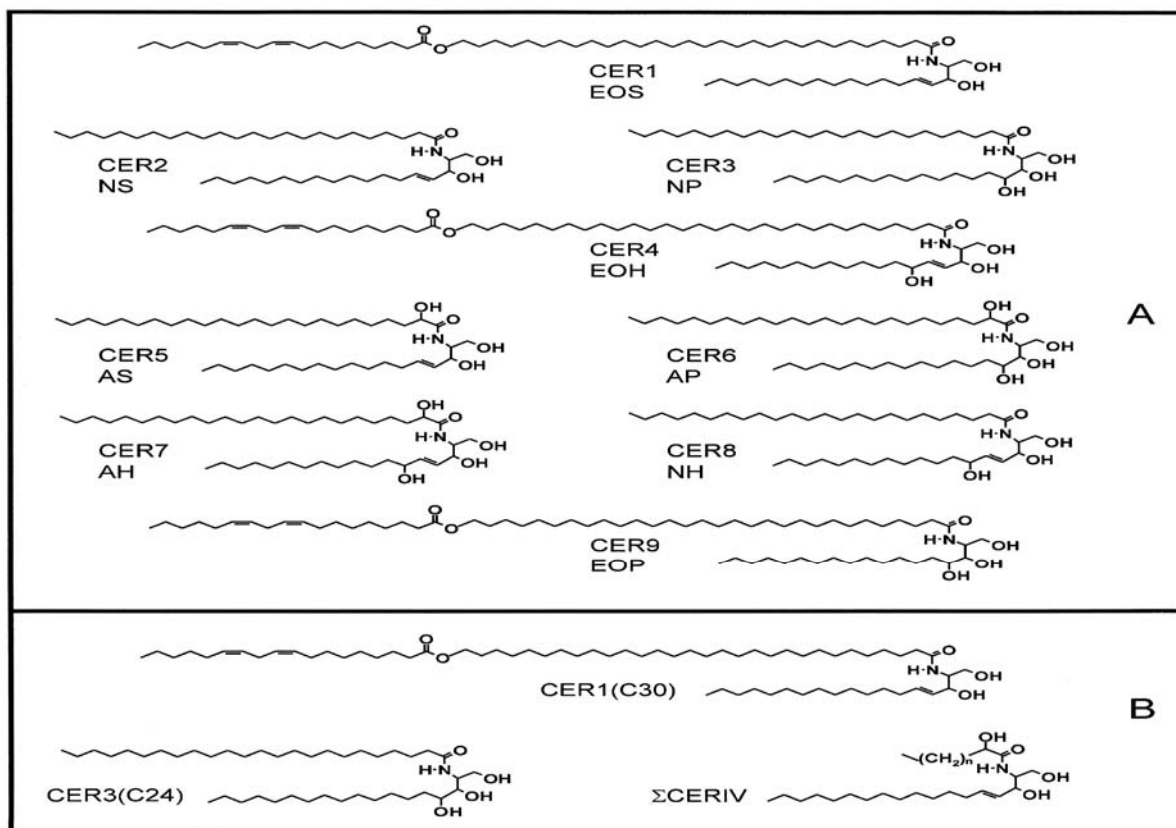 O
O
O
H-N
OH
OH
CER1
EOS
O
H-N
OH
OH
CER2
NS
O
H-N
OH
OH
OH
CER3
NP
O
O
O
H-N
OH
OH
OH
CER4
EOH
OH
O
H-N
OH
OH
CER5
AS
OH
O
H-N
OH
OH
OH
CER6
AP
A
OH
O
H-N
OH
OH
OH
CER7
AH
O
H-N
OH
OH
OH
CER8
NH
O
O
O
H-N
OH
OH
OH
CER9
EOP
O
O
O
H-N
OH
OH
CER1(C30)
B
O
H-N
OH
OH
OH
CER3(C24)
OH
(CH2)n
O
H-N
OH
OH
ΣCERIV